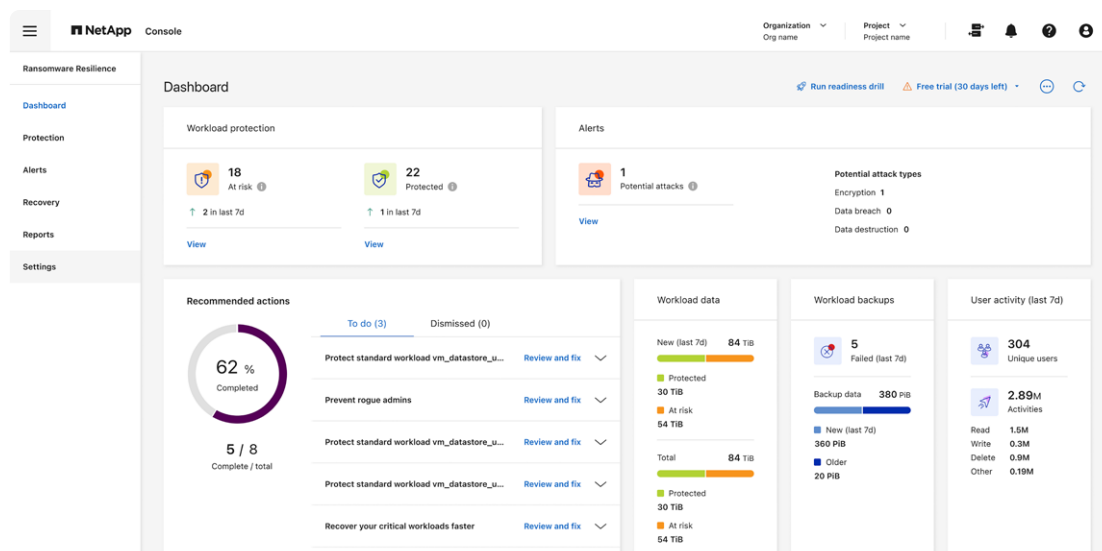 NetApp Console
Organization
Org name
Project
Project name
Ransomware Resilience
Dashboard
Protection
Alerts
Recovery
Reports
Settings
Dashboard
Run readiness drill
Free trial (30 days left)
Workload protection
18
At risk
2 in last 7d
View
22
Protected
1 in last 7d
View
Alerts
1
Potential attacks
View
Potential attack types
Encryption 1
Data breach 0
Data destruction 0
Recommended actions
62 %
Completed
5 / 8
Complete / total
To do (3) Dismissed (0)
Protect standard workload vm_datastore_u... Review and fix
Prevent rogue admins Review and fix
Protect standard workload vm_datastore_u... Review and fix
Protect standard workload vm_datastore_u... Review and fix
Recover your critical workloads faster Review and fix
Workload data
New (last 7d) 84 TiB
Protected
30 TiB
At risk
54 TiB
Total 84 TiB
Protected
30 TiB
At risk
54 TiB
Workload backups
5
Failed (last 7d)
Backup data 380 PiB
New (last 7d)
360 PiB
Older
20 PiB
User activity (last 7d)
304
Unique users
2.89M
Activities
Read 1.5M
Write 0.3M
Delete 0.9M
Other 0.19M